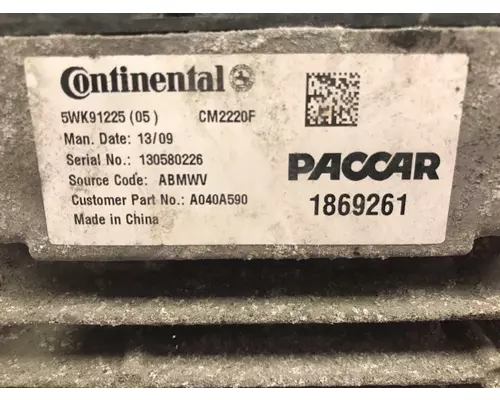 Continental
5WK91225 (05 ) CM2220F
Man. Date: 13/09
Serial No.: 130580226
Source Code: ABMWV
Customer Part No.: A040A590
Made in China
PACCAR
1869261